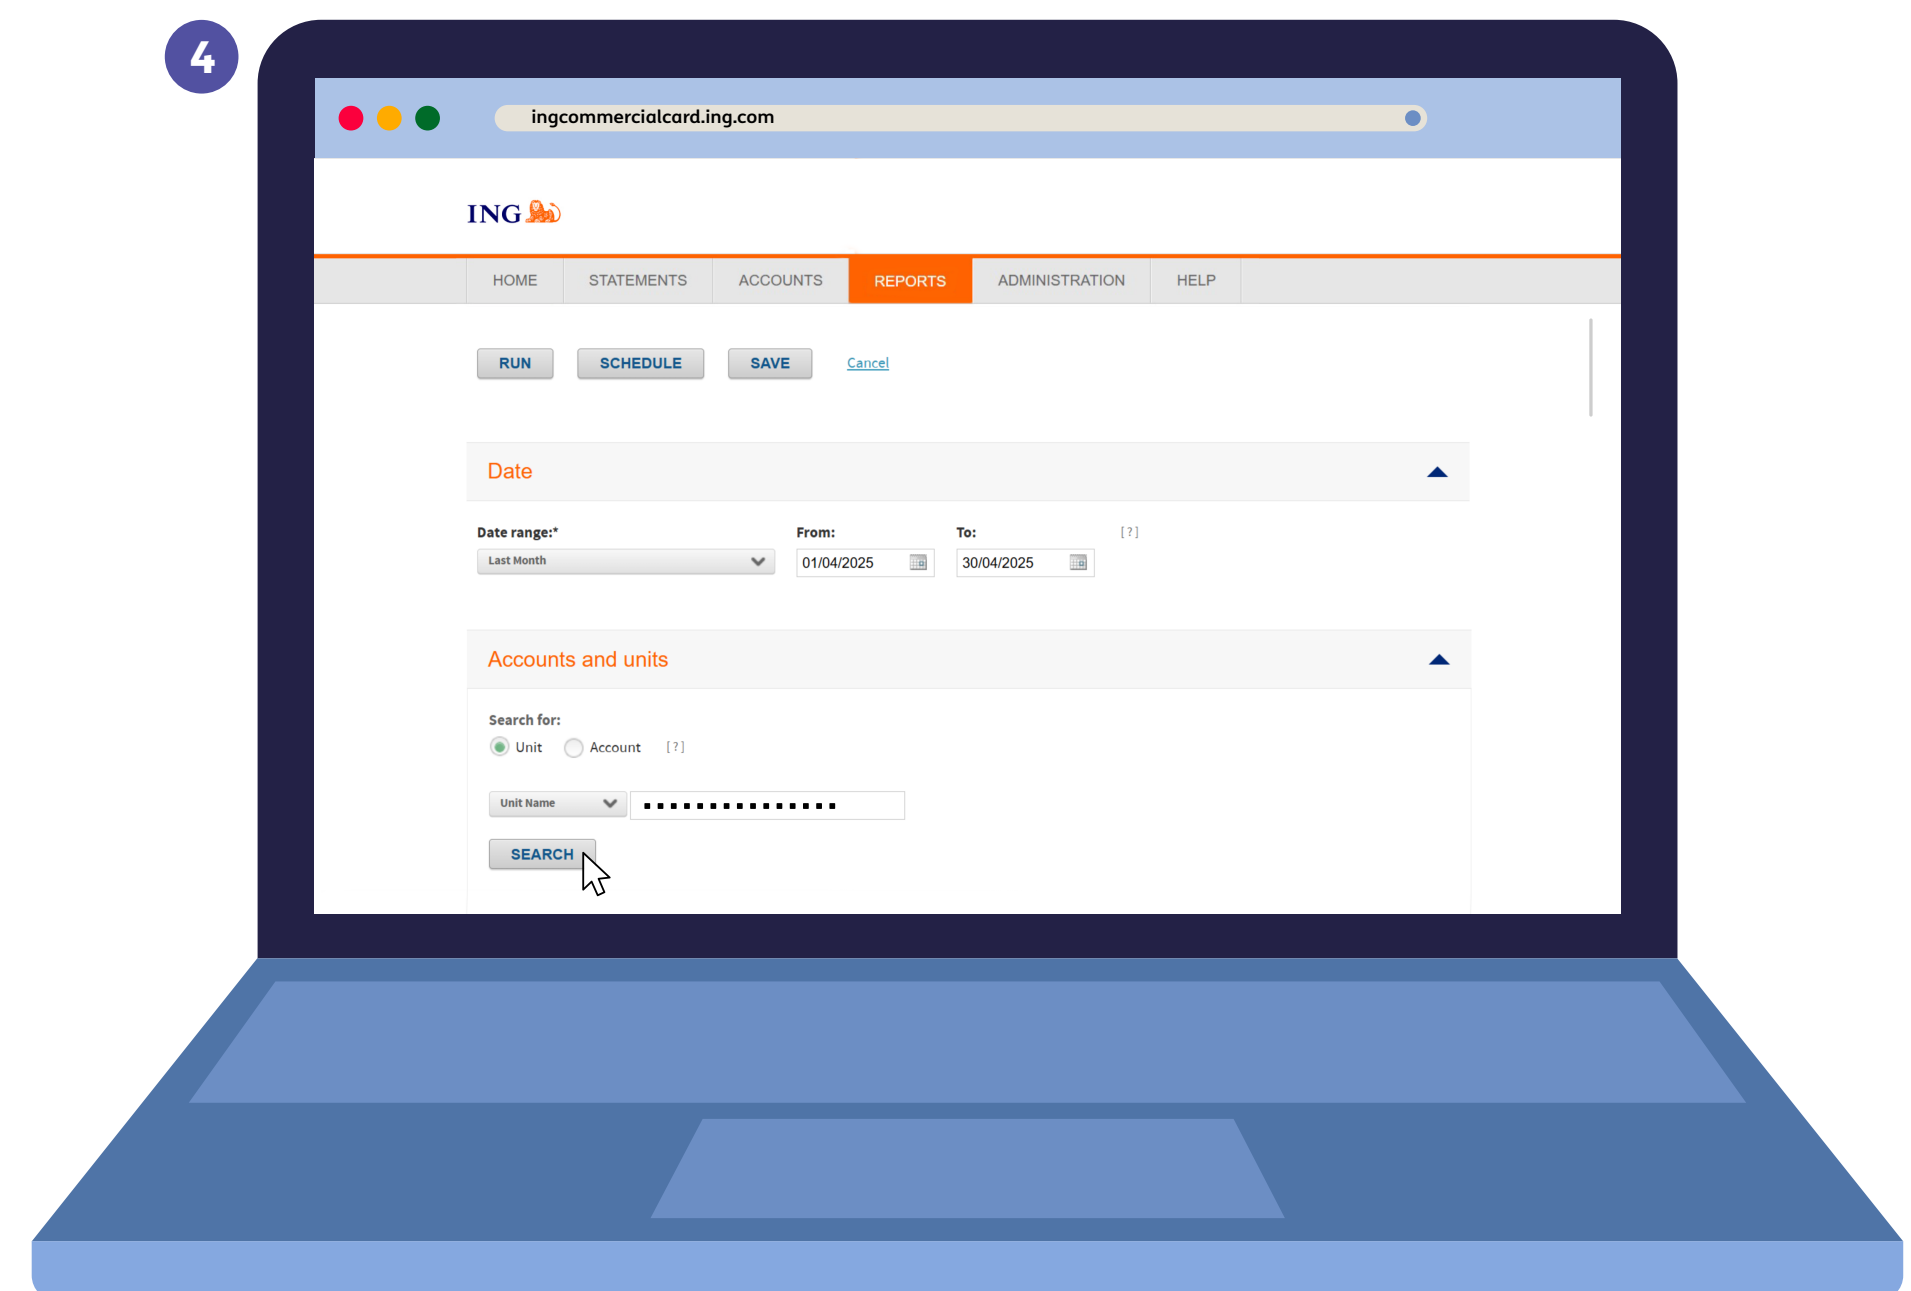 4
ingcommercialcard.ing.com
ING
HOME STATEMENTS ACCOUNTS REPORTS ADMINISTRATION HELP
RUN SCHEDULE SAVE Cancel
Date
Date range:* From: To: [?]
Last Month 01/04/2025 30/04/2025
Accounts and units
Search for:
Unit Account [?]
Unit Name
SEARCH